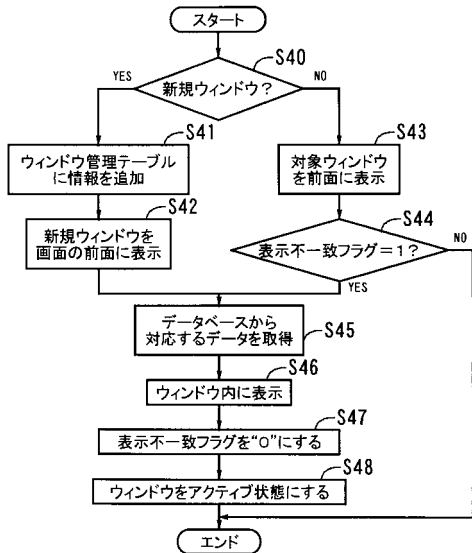 スタート
S40
新規ウィンドウ?
YES
NO
S41
ウィンドウ管理テーブル
に情報を追加
S42
新規ウィンドウを
画面の前面に表示
S43
対象ウィンドウ
を前面に表示
S44
表示不一致フラグ=1?
NO
YES
データベースから
対応するデータを取得
S45
S46
ウィンドウ内に表示
S47
表示不一致フラグを“0”にする
S48
ウィンドウをアクティブ状態にする
エンド